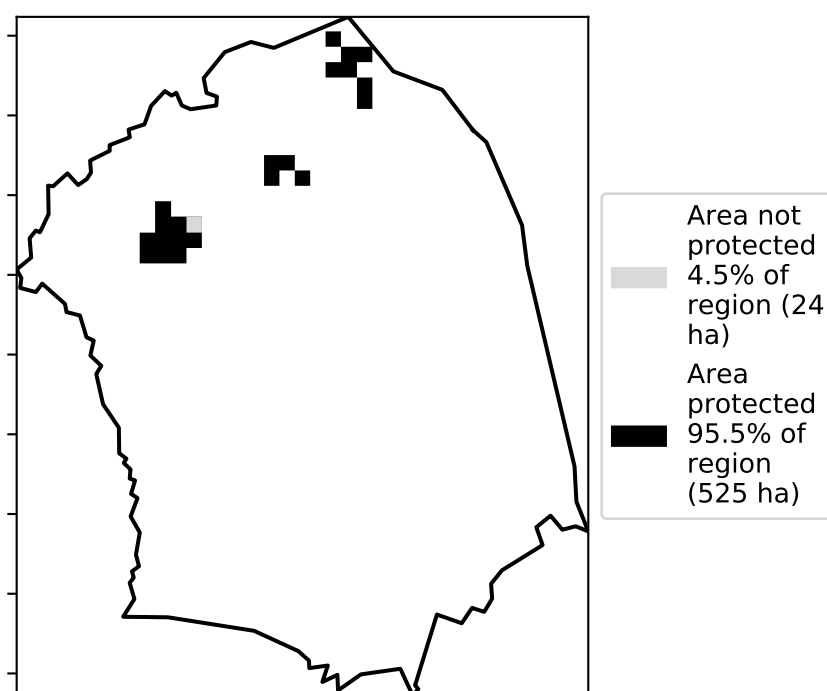 Area not
protected
4.5% of
region (24
ha)
Area
protected
95.5% of
region
(525 ha)